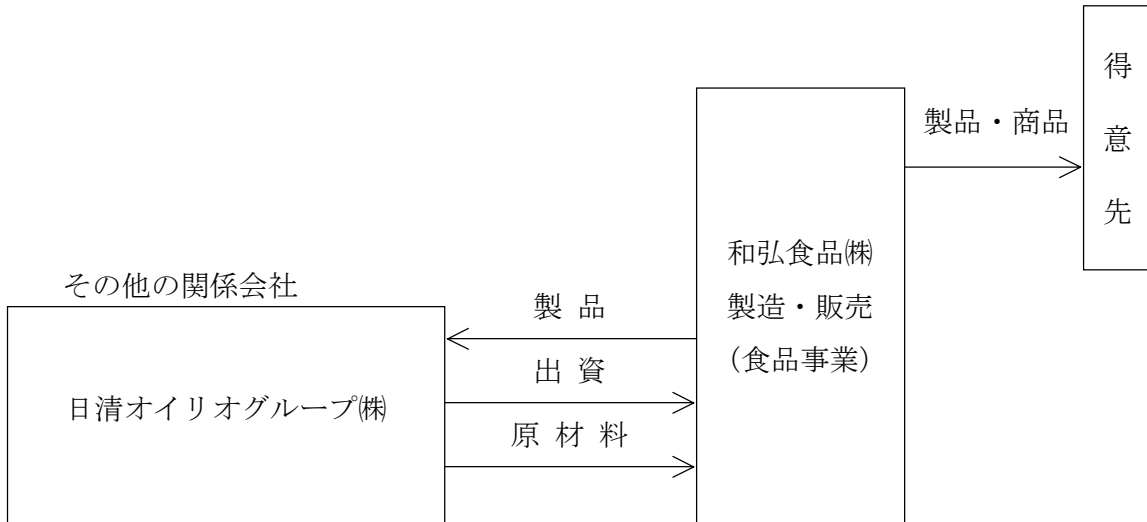 得意先
製品・商品
和弘食品㈱
製造・販売
(食品事業)
その他の関係会社
日清オイリオグループ㈱
製 品
出 資
原 材 料